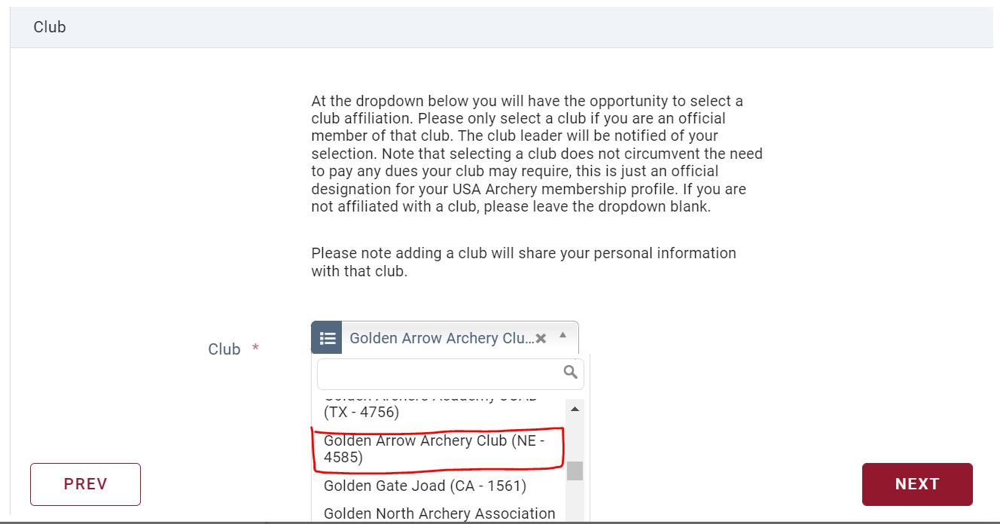 Club
At the dropdown below you will have the opportunity to select a
club affiliation. Please only select a club if you are an official
member of that club. The club leader will be notified of your
selection. Note that selecting a club does not circumvent the need
to pay any dues your club may require, this is just an official
designation for your USA Archery membership profile. If you are
not affiliated with a club, please leave the dropdown blank.
Please note adding a club will share your personal information
with that club.
Club *
Golden Arrow Archery Clu...
Golden Archers Academy JOAD
(TX - 4756)
Golden Arrow Archery Club (NE -
4585)
Golden Gate Joad (CA - 1561)
Golden North Archery Association
PREV
NEXT